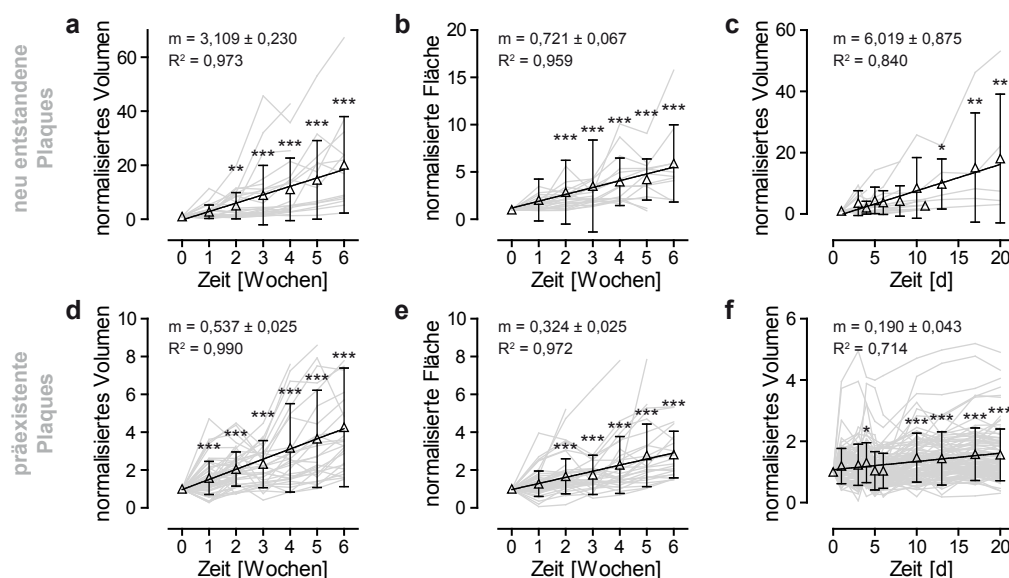 neu entstandene
Plaques
a
m = 3,109 ± 0,230
R² = 0,973
normalisiertes Volumen
60
40
20
0
**
***
***
***
***
0 1 2 3 4 5 6
Zeit [Wochen]
b
m = 0,721 ± 0,067
R² = 0,959
normalisierte Fläche
20
15
10
5
0
***
***
***
***
***
0 1 2 3 4 5 6
Zeit [Wochen]
c
m = 6,019 ± 0,875
R² = 0,840
normalisiertes Volumen
60
40
20
0
*
**
**
0 5 10 15 20
Zeit [d]
präexistente
Plaques
d
m = 0,537 ± 0,025
R² = 0,990
normalisiertes Volumen
10
8
6
4
2
0
***
***
***
***
***
***
0 1 2 3 4 5 6
Zeit [Wochen]
e
m = 0,324 ± 0,025
R² = 0,972
normalisierte Fläche
10
8
6
4
2
0
***
***
***
***
***
0 1 2 3 4 5 6
Zeit [Wochen]
f
m = 0,190 ± 0,043
R² = 0,714
normalisiertes Volumen
6
4
2
0
*
***
***
***
***
0 5 10 15 20
Zeit [d]